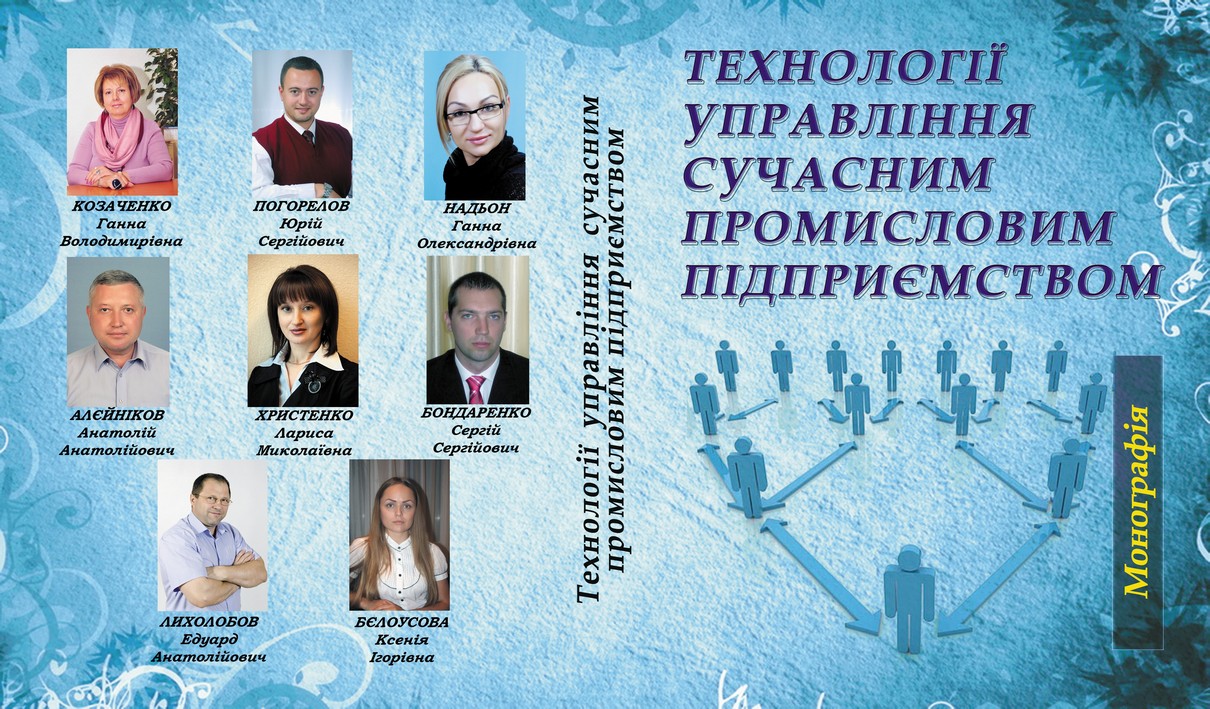 КОЗАЧЕНКО
Ганна
Володимирівна
ПОГОРЕЛОВ
Юрій
Сергійович
НАДЬОН
Ганна
Олександрівна
АЛЄЙНІКОВ
Анатолій
Анатолійович
ХРИСТЕНКО
Лариса
Миколаївна
БОНДАРЕНКО
Сергій
Сергійович
ЛИХОЛОБОВ
Едуард
Анатолійович
БЄЛОУСОВА
Ксенія
Ігорівна
Технології управління сучасним
промисловим підприємством
ТЕХНОЛОГІЇ
УПРАВЛІННЯ
СУЧАСНИМ
ПРОМИСЛОВИМ
ПІДПРИЄМСТВОМ
Монографія